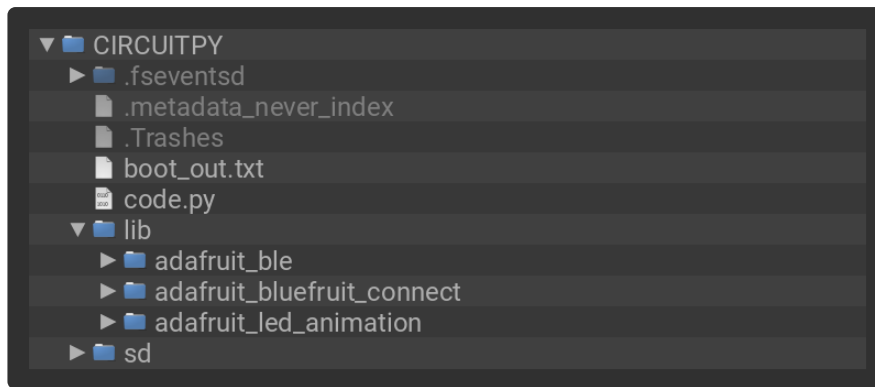 CIRCUITPY
.fseventsd
.metadata_never_index
.Trashes
boot_out.txt
code.py
lib
adafruit_ble
adafruit_bluefruit_connect
adafruit_led_animation
sd